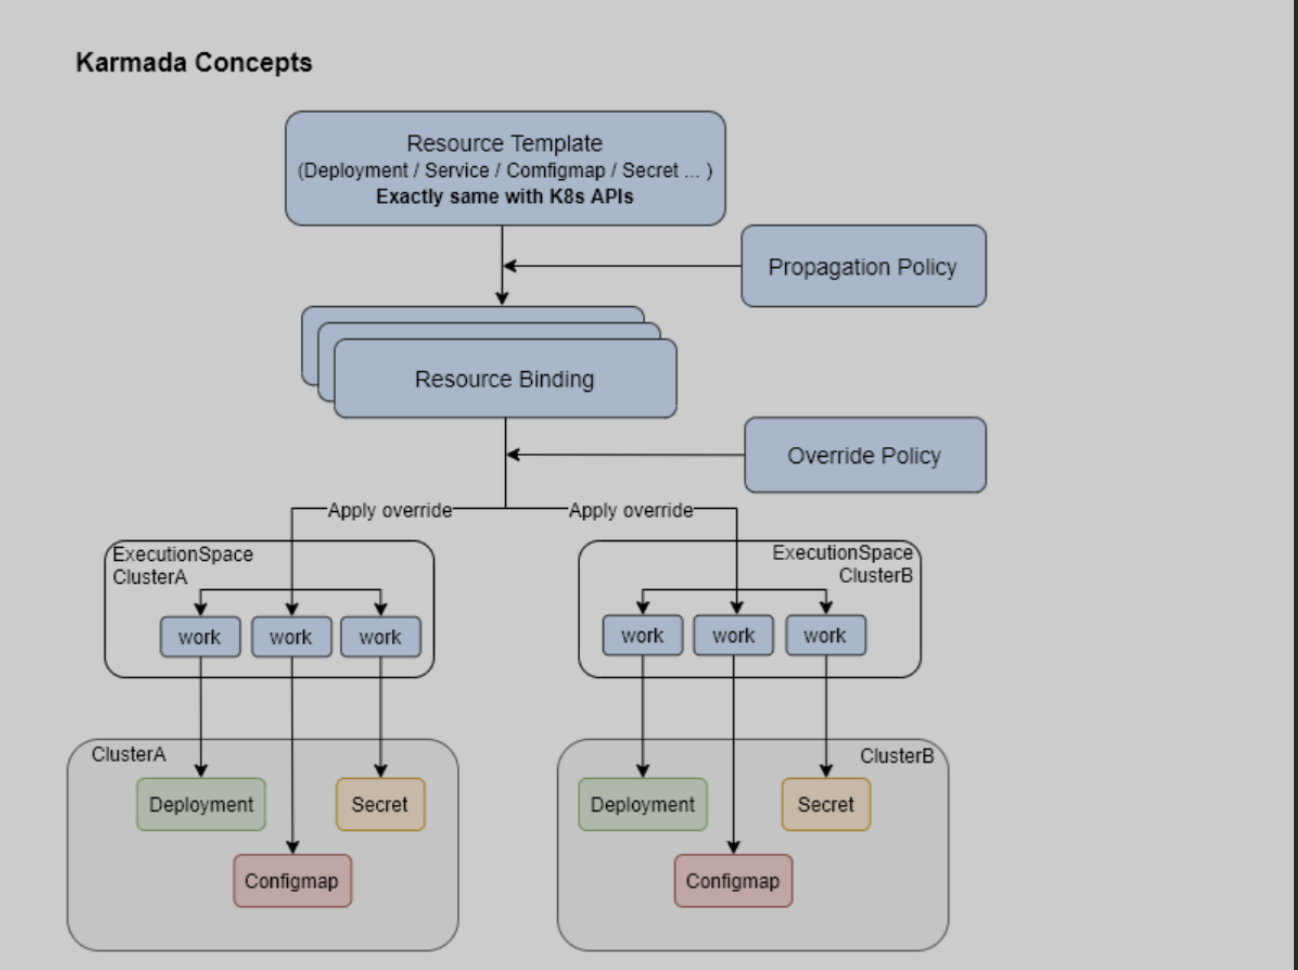 Karmada Concepts
Resource Template
(Deployment / Service / Comfigmap / Secret ... )
Exactly same with K8s APIs
Propagation Policy
Resource Binding
Override Policy
Apply override
Apply override
ExecutionSpace
ClusterA
work
work
work
ExecutionSpace
ClusterB
work
work
work
ClusterA
Deployment
Secret
Configmap
ClusterB
Deployment
Secret
Configmap